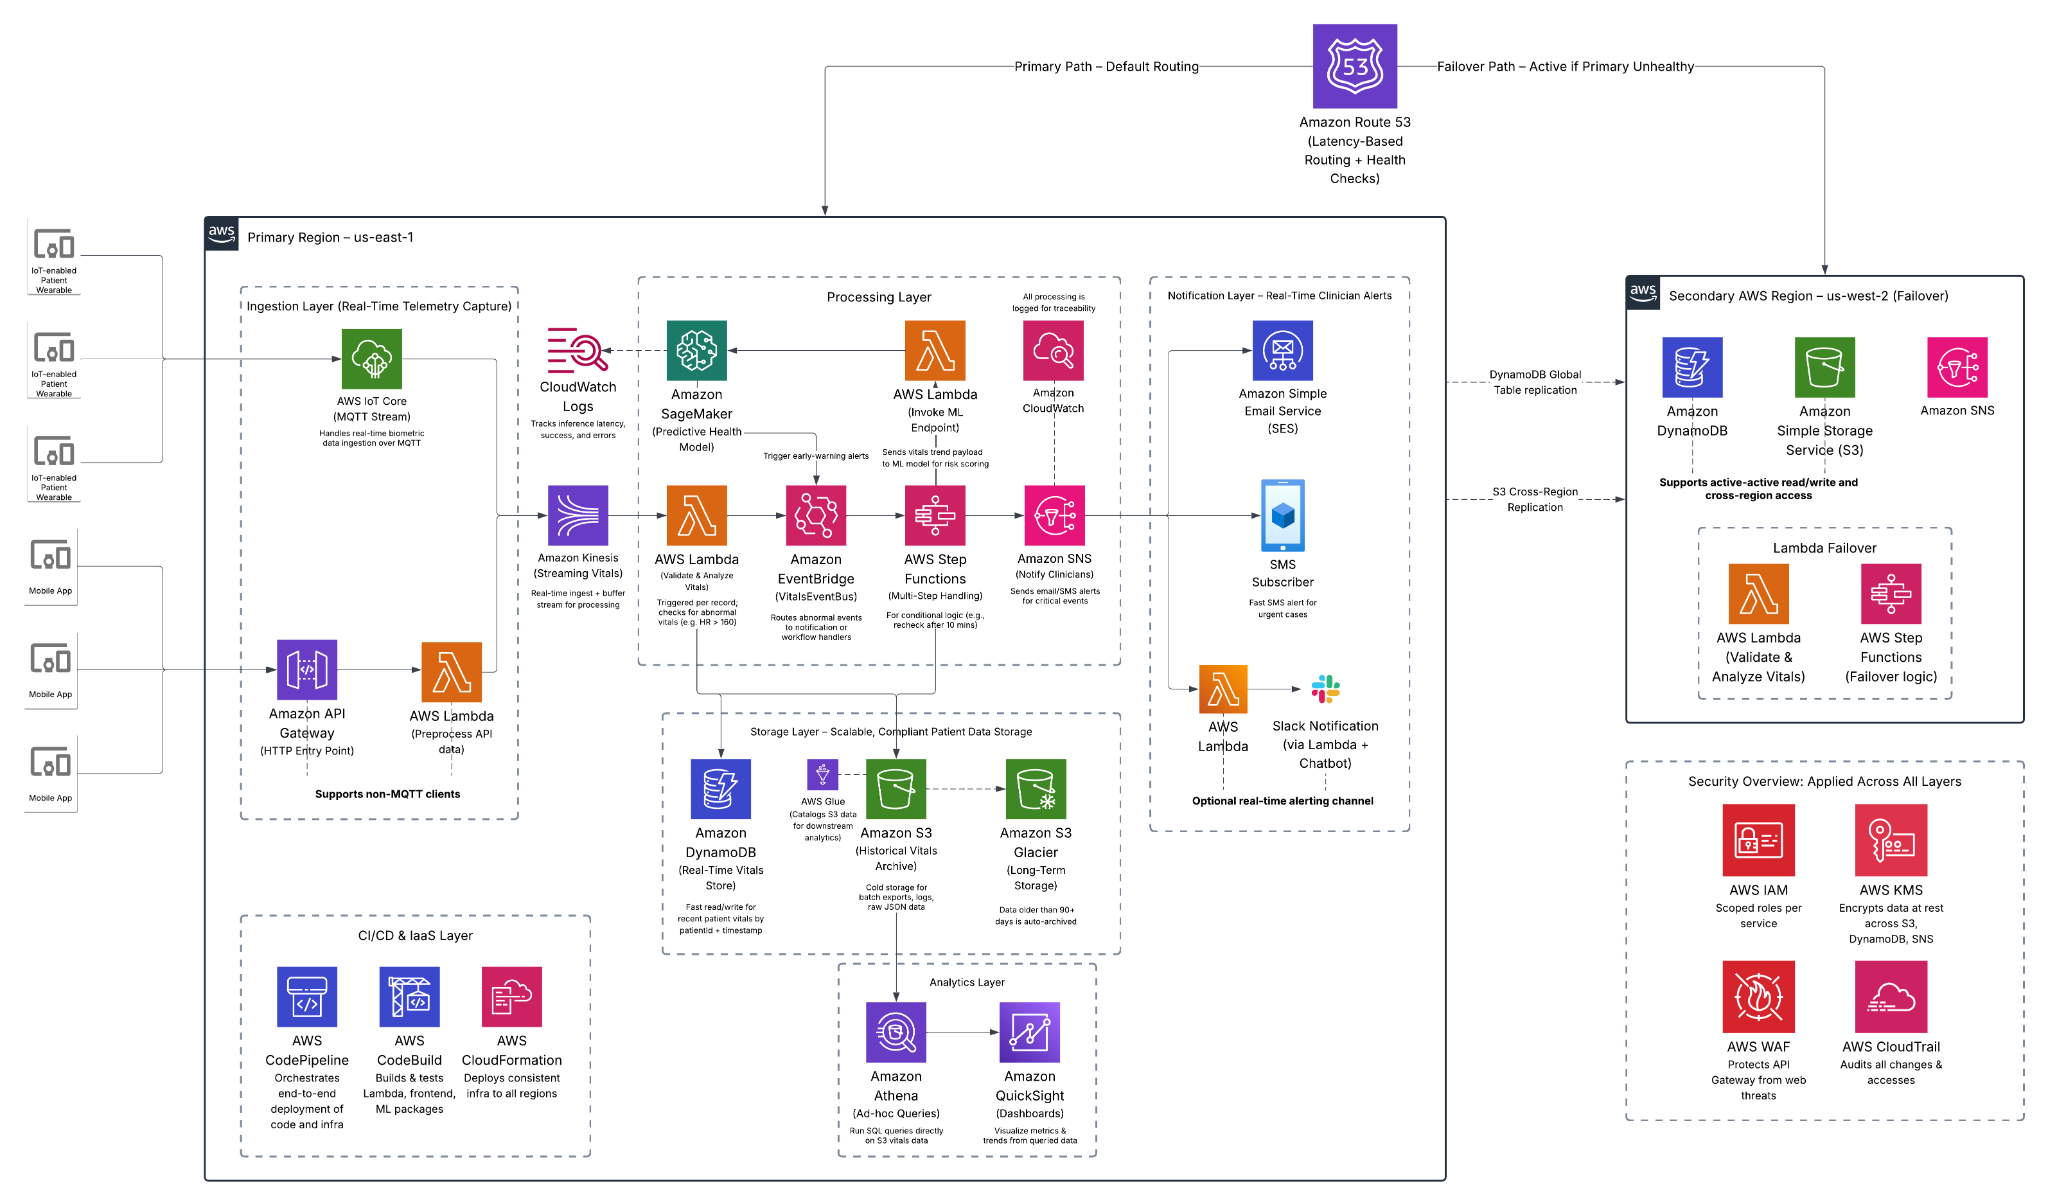 53
Primary Path – Default Routing
Failover Path – Active if Primary Unhealthy
Amazon Route 53
(Latency-Based
Routing + Health
Checks)
aws
Primary Region – us-east-1
IoT-enabled
Patient
Wearable
IoT-enabled
Patient
Wearable
IoT-enabled
Patient
Wearable
Mobile App
Mobile App
Mobile App
Ingestion Layer (Real-Time Telemetry Capture)
AWS IoT Core
(MQTT Stream)
Handles real-time biometric
data ingestion over MQTT
Amazon API
Gateway
(HTTP Entry Point)
AWS Lambda
(Preprocess API
data)
Supports non-MQTT clients
CloudWatch
Logs
Tracks inference latency,
success, and errors
Amazon Kinesis
(Streaming Vitals)
Real-time ingest + buffer
stream for processing
Processing Layer
All processing is
logged for traceability
Amazon
SageMaker
(Predictive Health
Model)
AWS Lambda
(Invoke ML
Endpoint)
Amazon
CloudWatch
Trigger early-warning alerts
Sends vitals trend payload
to ML model for risk scoring
AWS Lambda
(Validate & Analyze
Vitals)
Triggered per record;
checks for abnormal
vitals (e.g. HR > 160)
Amazon
EventBridge
(VitalsEventBus)
Routes abnormal events
to notification or
workflow handlers
AWS Step
Functions
(Multi-Step Handling)
For conditional logic (e.g.,
recheck after 10 mins)
Amazon SNS
(Notify Clinicians)
Sends email/SMS alerts
for critical events
Notification Layer – Real-Time Clinician Alerts
Amazon Simple
Email Service
(SES)
SMS
Subscriber
Fast SMS alert for
urgent cases
AWS
Lambda
Slack Notification
(via Lambda +
Chatbot)
Optional real-time alerting channel
Storage Layer – Scalable, Compliant Patient Data Storage
Amazon
DynamoDB
(Real-Time Vitals
Store)
Fast read/write for
recent patient vitals by
patientId + timestamp
AWS Glue
(Catalogs S3 data
for downstream
analytics)
Amazon S3
(Historical Vitals
Archive)
Cold storage for
batch exports, logs,
raw JSON data
Amazon S3
Glacier
(Long-Term
Storage)
Data older than 90+
days is auto-archived
Analytics Layer
Amazon
Athena
(Ad-hoc Queries)
Run SQL queries directly
on S3 vitals data
Amazon
QuickSight
(Dashboards)
Visualize metrics &
trends from queried data
CI/CD & IaaS Layer
AWS
CodePipeline
Orchestrates
end-to-end
deployment of
code and infra
AWS
CodeBuild
Builds & tests
Lambda, frontend,
ML packages
AWS
CloudFormation
Deploys consistent
infra to all regions
DynamoDB Global
Table replication
S3 Cross-Region
Replication
aws
Secondary AWS Region – us-west-2 (Failover)
Amazon
DynamoDB
Amazon
Simple Storage
Service (S3)
Amazon SNS
Supports active-active read/write and
cross-region access
Lambda Failover
AWS Lambda
(Validate &
Analyze Vitals)
AWS Step
Functions
(Failover logic)
Security Overview: Applied Across All Layers
AWS IAM
Scoped roles per
service
AWS KMS
Encrypts data at rest
across S3,
DynamoDB, SNS
AWS WAF
Protects API
Gateway from web
threats
AWS CloudTrail
Audits all changes &
accesses